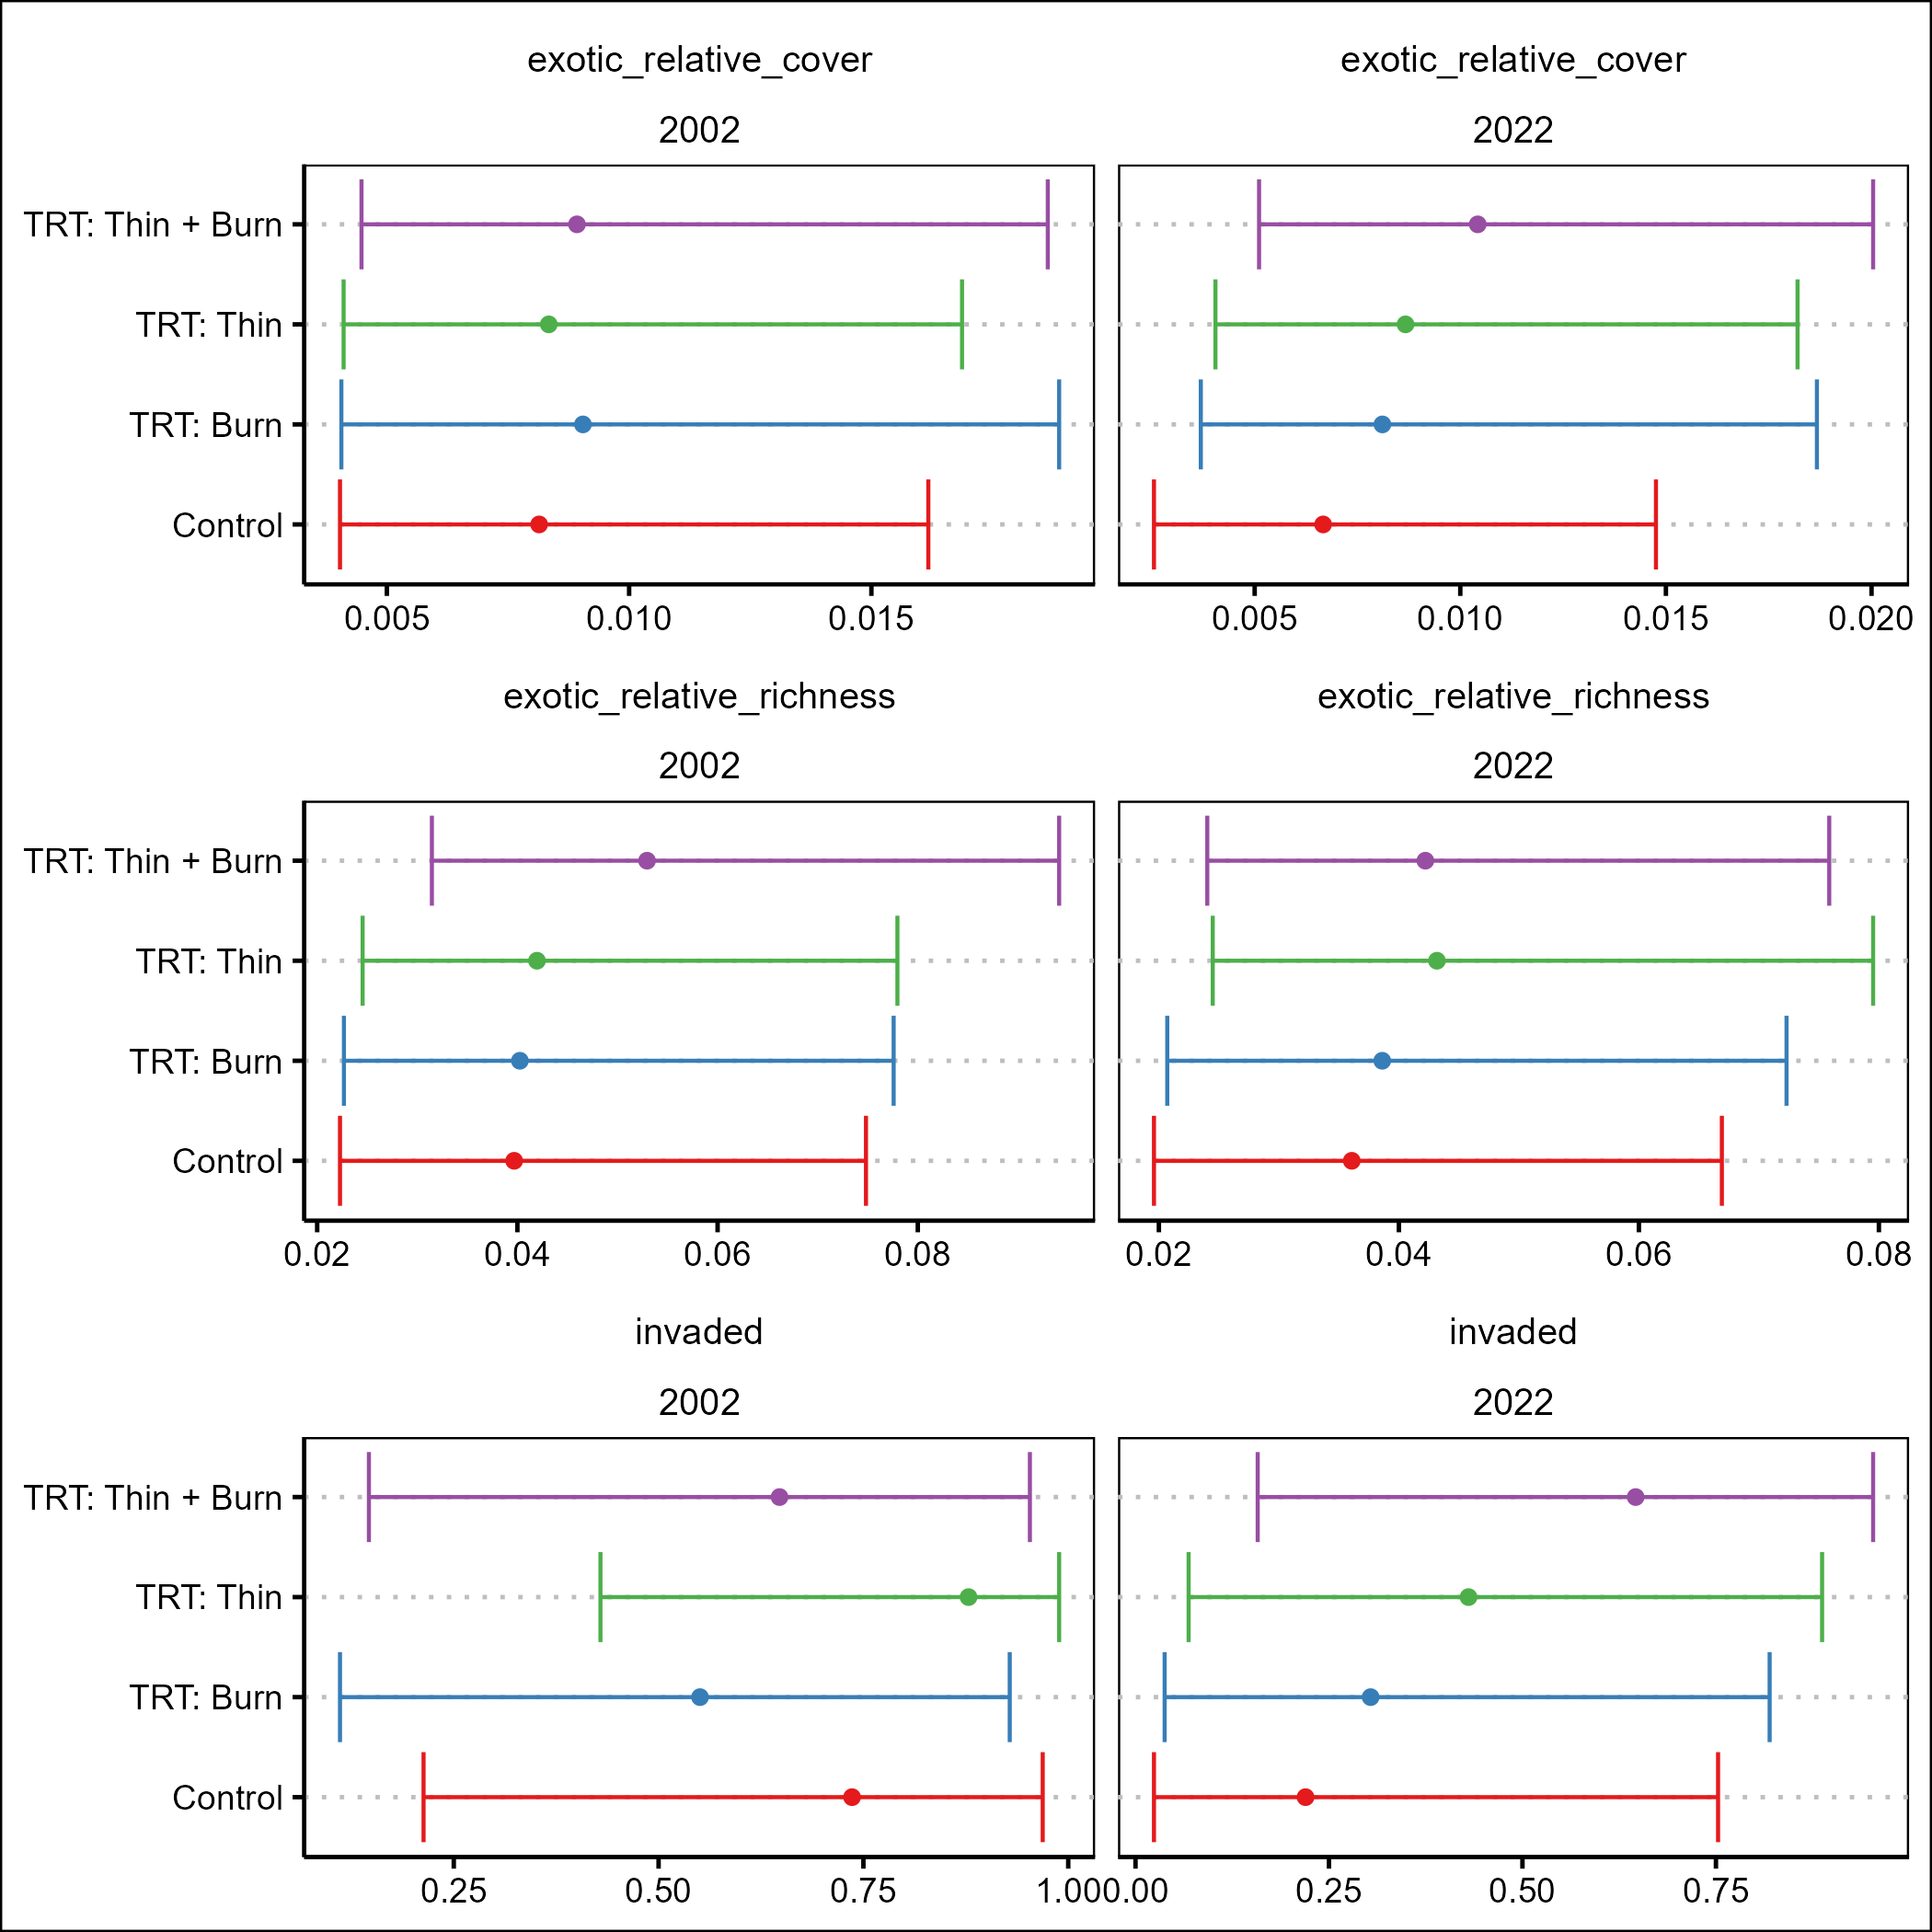 exotic_relative_cover exotic_relative_cover
2002 2022
TRT: Thin + Burn
TRT: Thin
TRT: Burn
Control
0.005 0.010 0.015 0.005 0.010 0.015 0.020
exotic_relative_richness exotic_relative_richness
2002 2022
TRT: Thin + Burn
TRT: Thin
TRT: Burn
Control
0.02 0.04 0.06 0.08 0.02 0.04 0.06 0.08
invaded invaded
2002 2022
TRT: Thin + Burn
TRT: Thin
TRT: Burn
Control
0.25 0.50 0.75 1.00 0.00 0.25 0.50 0.75